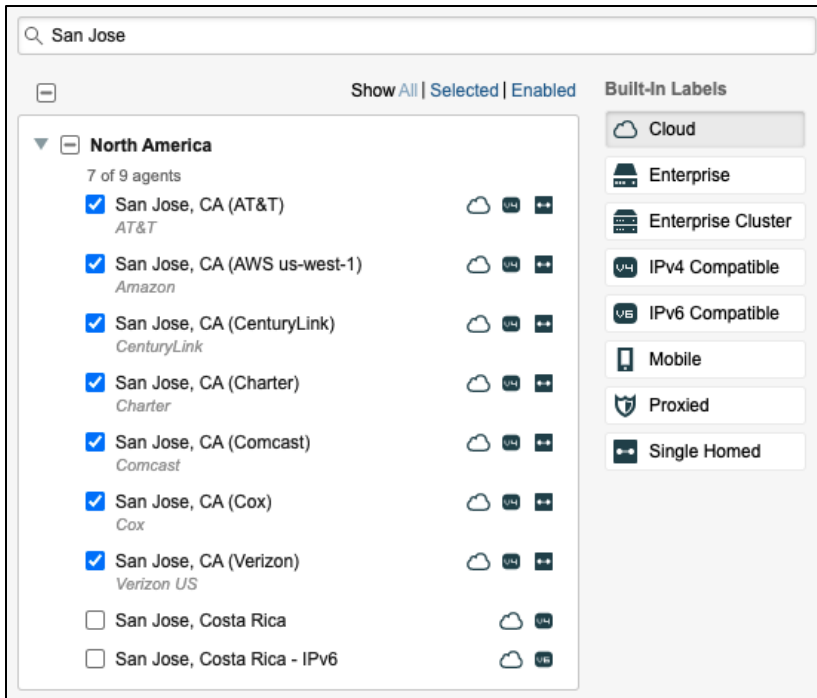 San Jose
Show All | Selected | Enabled
North America
7 of 9 agents
San Jose, CA (AT&T)
AT&T
San Jose, CA (AWS us-west-1)
Amazon
San Jose, CA (CenturyLink)
CenturyLink
San Jose, CA (Charter)
Charter
San Jose, CA (Comcast)
Comcast
San Jose, CA (Cox)
Cox
San Jose, CA (Verizon)
Verizon US
San Jose, Costa Rica
San Jose, Costa Rica - IPv6
Built-In Labels
Cloud
Enterprise
Enterprise Cluster
V4 IPv4 Compatible
V6 IPv6 Compatible
Mobile
Proxied
Single Homed